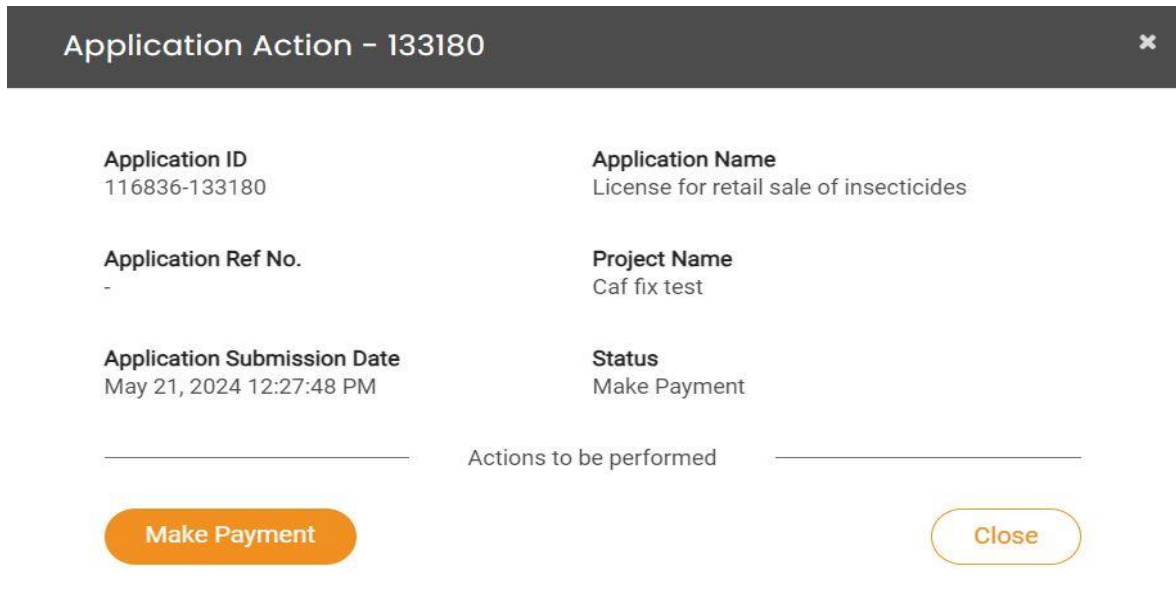 Application Action - 133180
Application ID
116836-133180
Application Name
License for retail sale of insecticides
Application Ref No.
-
Project Name
Caf fix test
Application Submission Date
May 21, 2024 12:27:48 PM
Status
Make Payment
Actions to be performed
Make Payment
Close